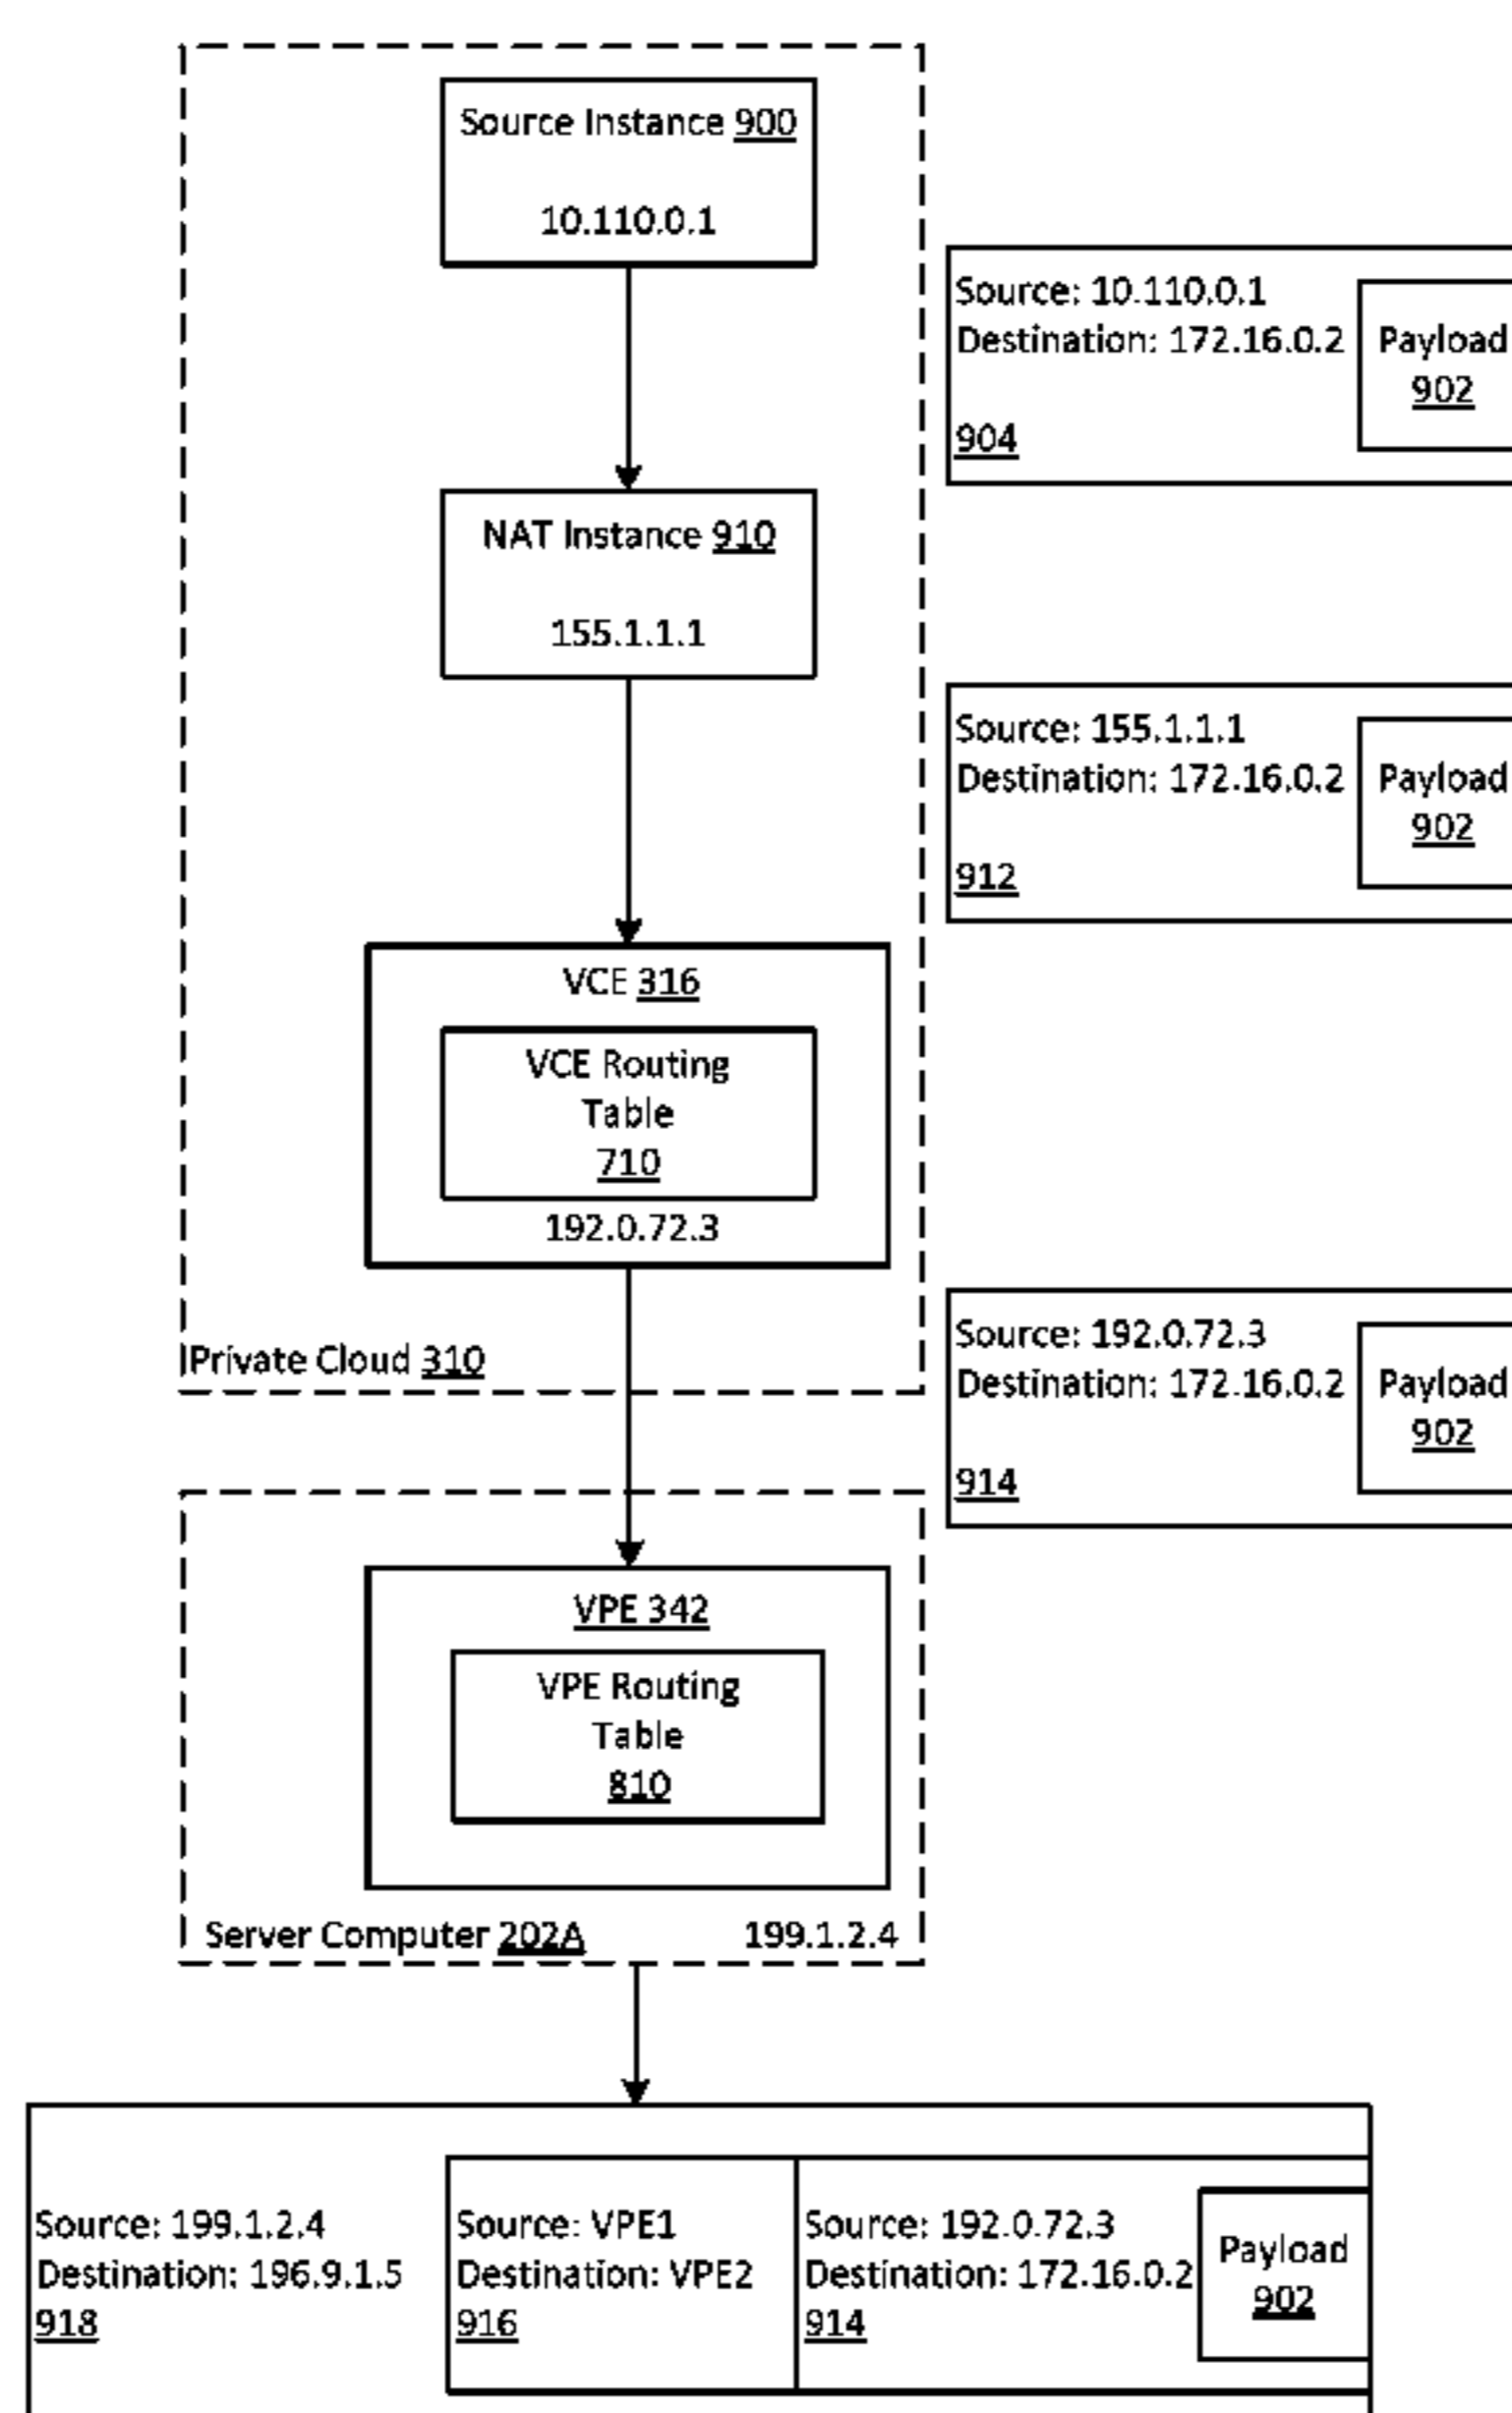 Source Instance 900
10.110.0.1
Source: 10.110.0.1
Destination: 172.16.0.2
904
Payload
902
NAT Instance 910
155.1.1.1
Source: 155.1.1.1
Destination: 172.16.0.2
912
Payload
902
VCE 316
VCE Routing
Table
710
192.0.72.3
Private Cloud 310
Source: 192.0.72.3
Destination: 172.16.0.2
914
Payload
902
VPE 342
VPE Routing
Table
810
Server Computer 202A
199.1.2.4
Source: 199.1.2.4
Destination: 196.9.1.5
918
Source: VPE1
Destination: VPE2
916
Source: 192.0.72.3
Destination: 172.16.0.2
914
Payload
902